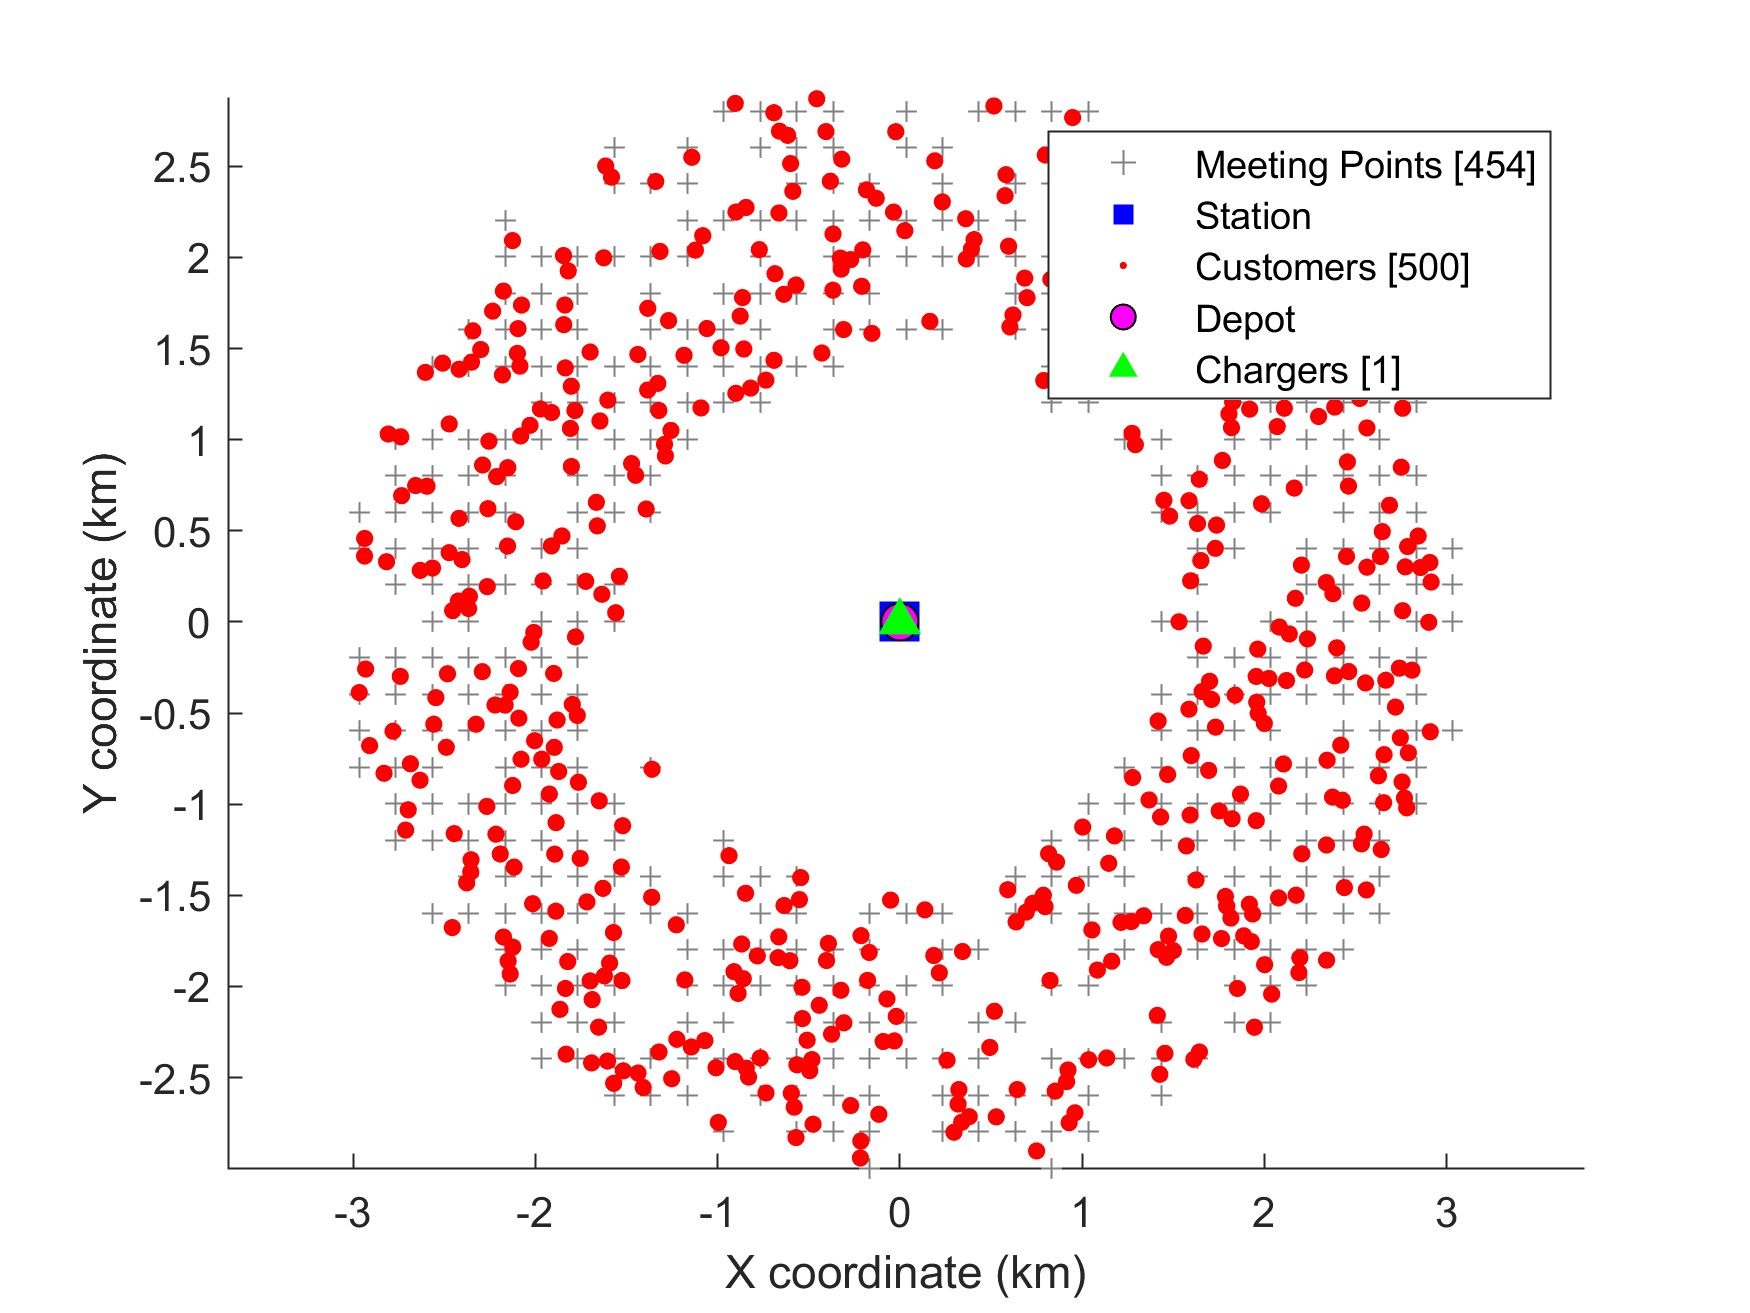 2.5
2
1.5
1
0.5
0
-0.5
-1
-1.5
-2
-2.5
Y coordinate (km)
Meeting Points [454]
Station
Customers [500]
Depot
Chargers [1]
-3 -2 -1 0 1 2 3
X coordinate (km)